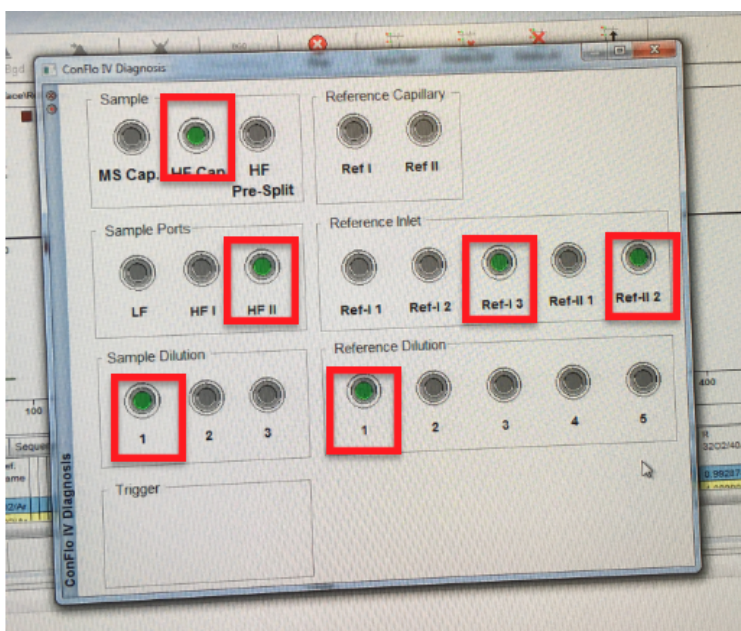 ConFlo IV Diagnosis
Sample
MS Cap.
HF Cap
HF
Pre-Split
Reference Capillary
Ref I
Ref II
Sample Ports
LF
HF I
HF II
Reference Inlet
Ref-I 1
Ref-I 2
Ref-I 3
Ref-II 1
Ref-II 2
Sample Dilution
1
2
3
Reference Dilution
1
2
3
4
5
Trigger
ConFlo IV Diagnosis
100
400